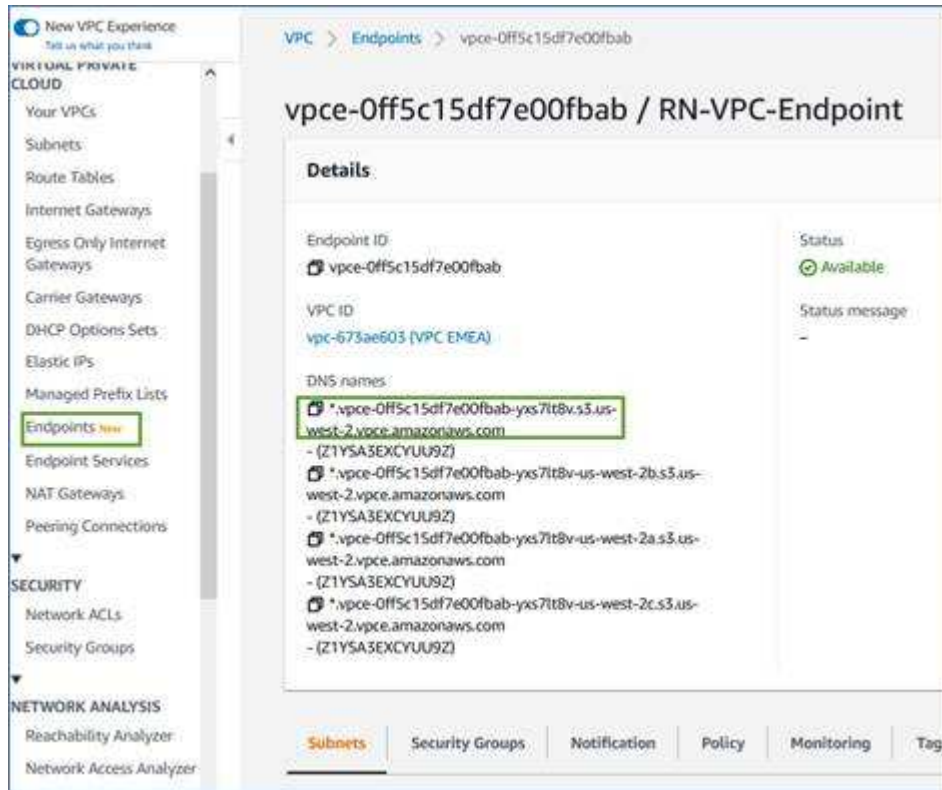 New VPC Experience
Tell us what you think
VIRTUAL PRIVATE
CLOUD
Your VPCs
Subnets
Route Tables
Internet Gateways
Egress Only Internet
Gateways
Carrier Gateways
DHCP Options Sets
Elastic IPs
Managed Prefix Lists
Endpoints New
Endpoint Services
NAT Gateways
Peering Connections
SECURITY
Network ACLs
Security Groups
NETWORK ANALYSIS
Reachability Analyzer
Network Access Analyzer
VPC > Endpoints > vpce-0ff5c15df7e00fbab
vpce-0ff5c15df7e00fbab / RN-VPC-Endpoint
Details
Endpoint ID
vpce-0ff5c15df7e00fbab
VPC ID
vpc-673ae603 (VPC EMEA)
DNS names
*.vpce-0ff5c15df7e00fbab-yxs7lt8v.s3.us-
west-2.vpce.amazonaws.com
- (Z1YSA3EXCYUU9Z)
*.vpce-0ff5c15df7e00fbab-yxs7lt8v-us-west-2b.s3.us-
west-2.vpce.amazonaws.com
- (Z1YSA3EXCYUU9Z)
*.vpce-0ff5c15df7e00fbab-yxs7lt8v-us-west-2a.s3.us-
west-2.vpce.amazonaws.com
- (Z1YSA3EXCYUU9Z)
*.vpce-0ff5c15df7e00fbab-yxs7lt8v-us-west-2c.s3.us-
west-2.vpce.amazonaws.com
- (Z1YSA3EXCYUU9Z)
Status
Available
Status message
-
Subnets Security Groups Notification Policy Monitoring Tag